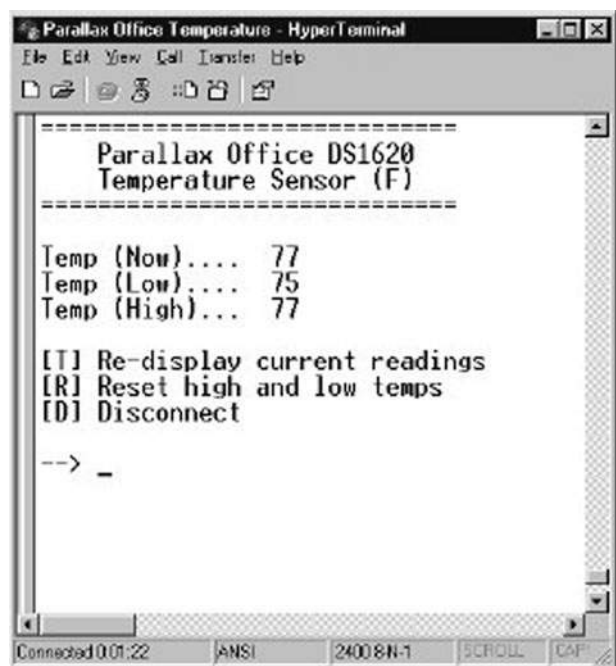 Parallax Office Temperature - HyperTerminal
File Edit View Call Transfer Help
==============================
Parallax Office DS1620
Temperature Sensor (F)
==============================
Temp (Now).... 77
Temp (Low).... 75
Temp (High)... 77
[T] Re-display current readings
[R] Reset high and low temps
[D] Disconnect
--> _
Connected 0:01:22 ANSI 2400 8-N-1 SCROLL CAP